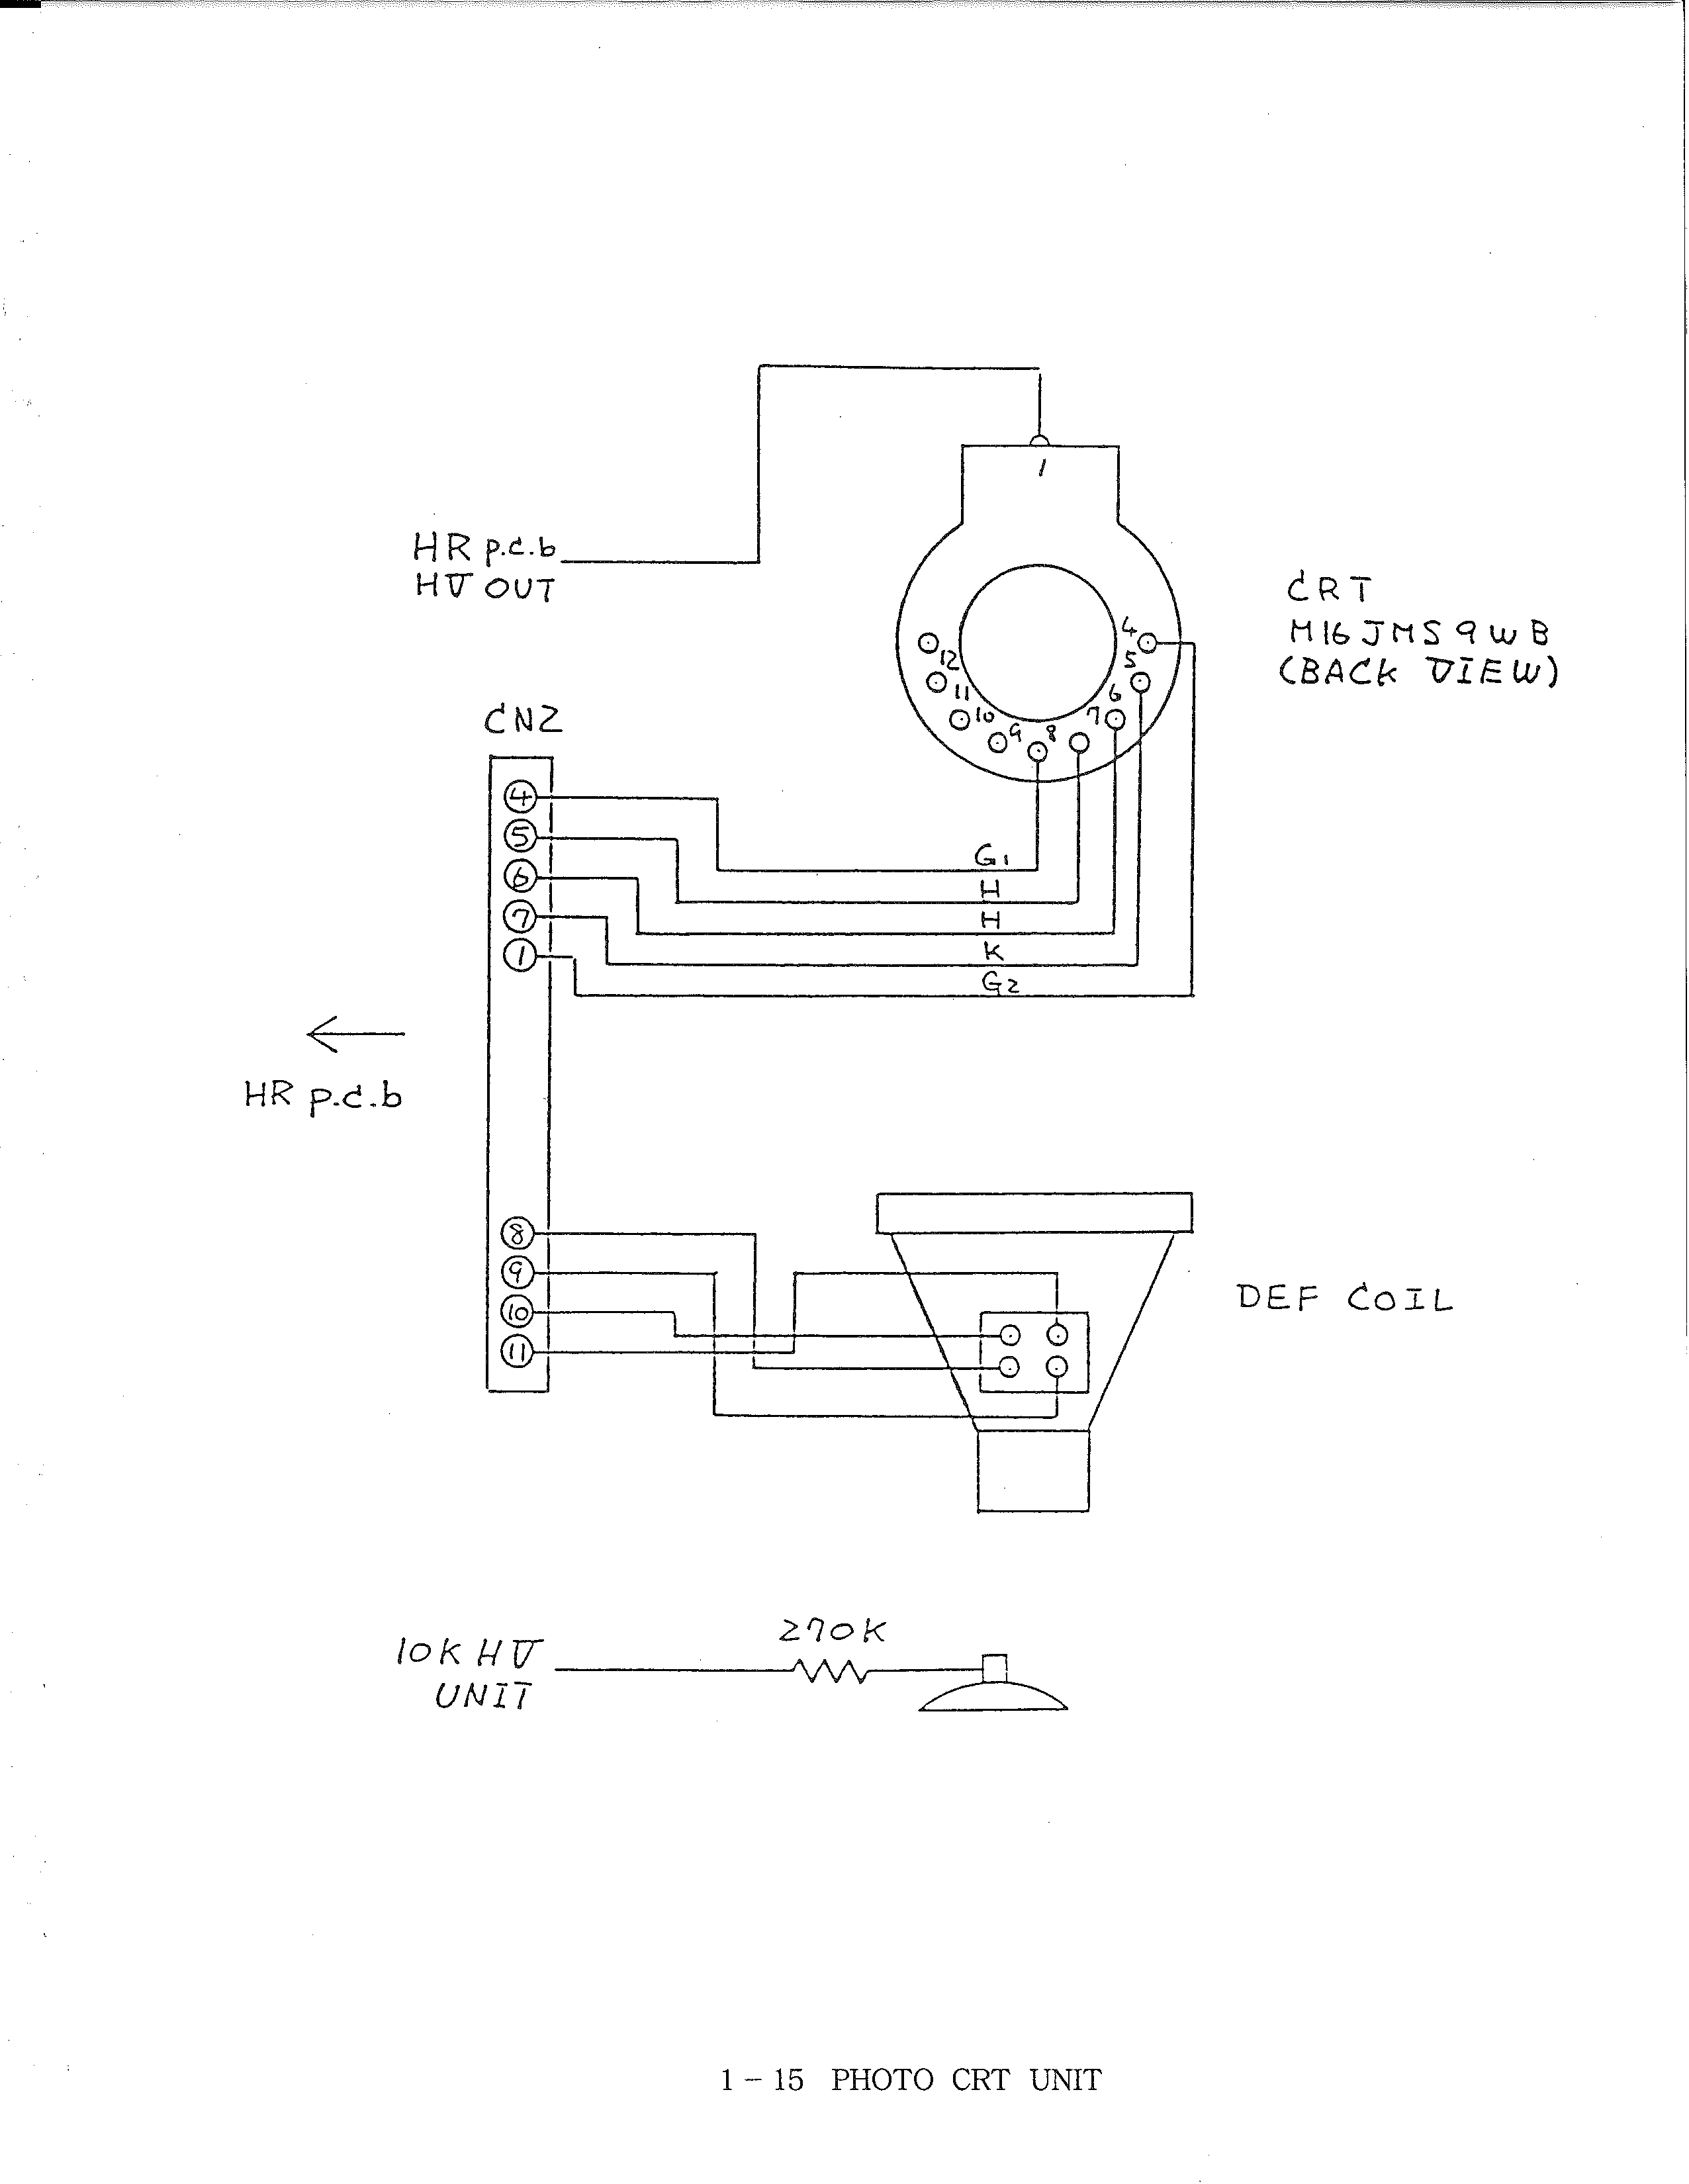 1
HR p.c.b
HV OUT
CRT
M16JMS9WB
(BACK VIEW)
4
5
6
7
8
9
10
11
12
CN2
4
5
6
7
1
G1
H
H
K
G2
HR p.c.b
8
9
10
11
DEF COIL
270K
10K HV
UNIT
1-15 PHOTO CRT UNIT